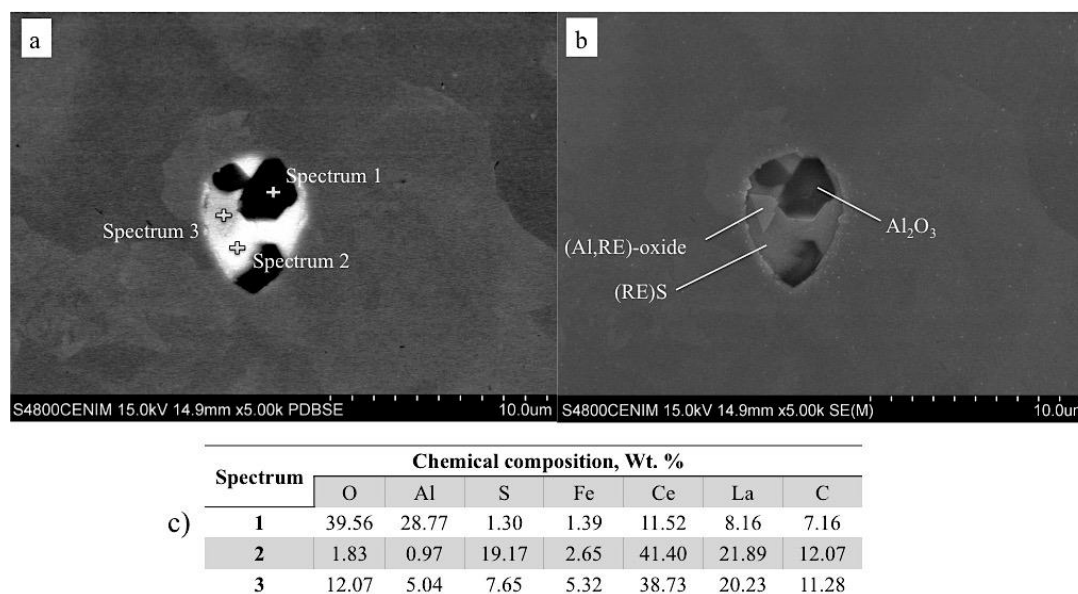 a
Spectrum 1
Spectrum 3
Spectrum 2
S4800CENIM 15.0kV 14.9mm x5.00k PDBSE 10.0um
b
(Al,RE)-oxide
Al₂O₃
(RE)S
S4800CENIM 15.0kV 14.9mm x5.00k SE(M) 10.0um
c)
Spectrum Chemical composition, Wt. %
O Al S Fe Ce La C
1 39.56 28.77 1.30 1.39 11.52 8.16 7.16
2 1.83 0.97 19.17 2.65 41.40 21.89 12.07
3 12.07 5.04 7.65 5.32 38.73 20.23 11.28